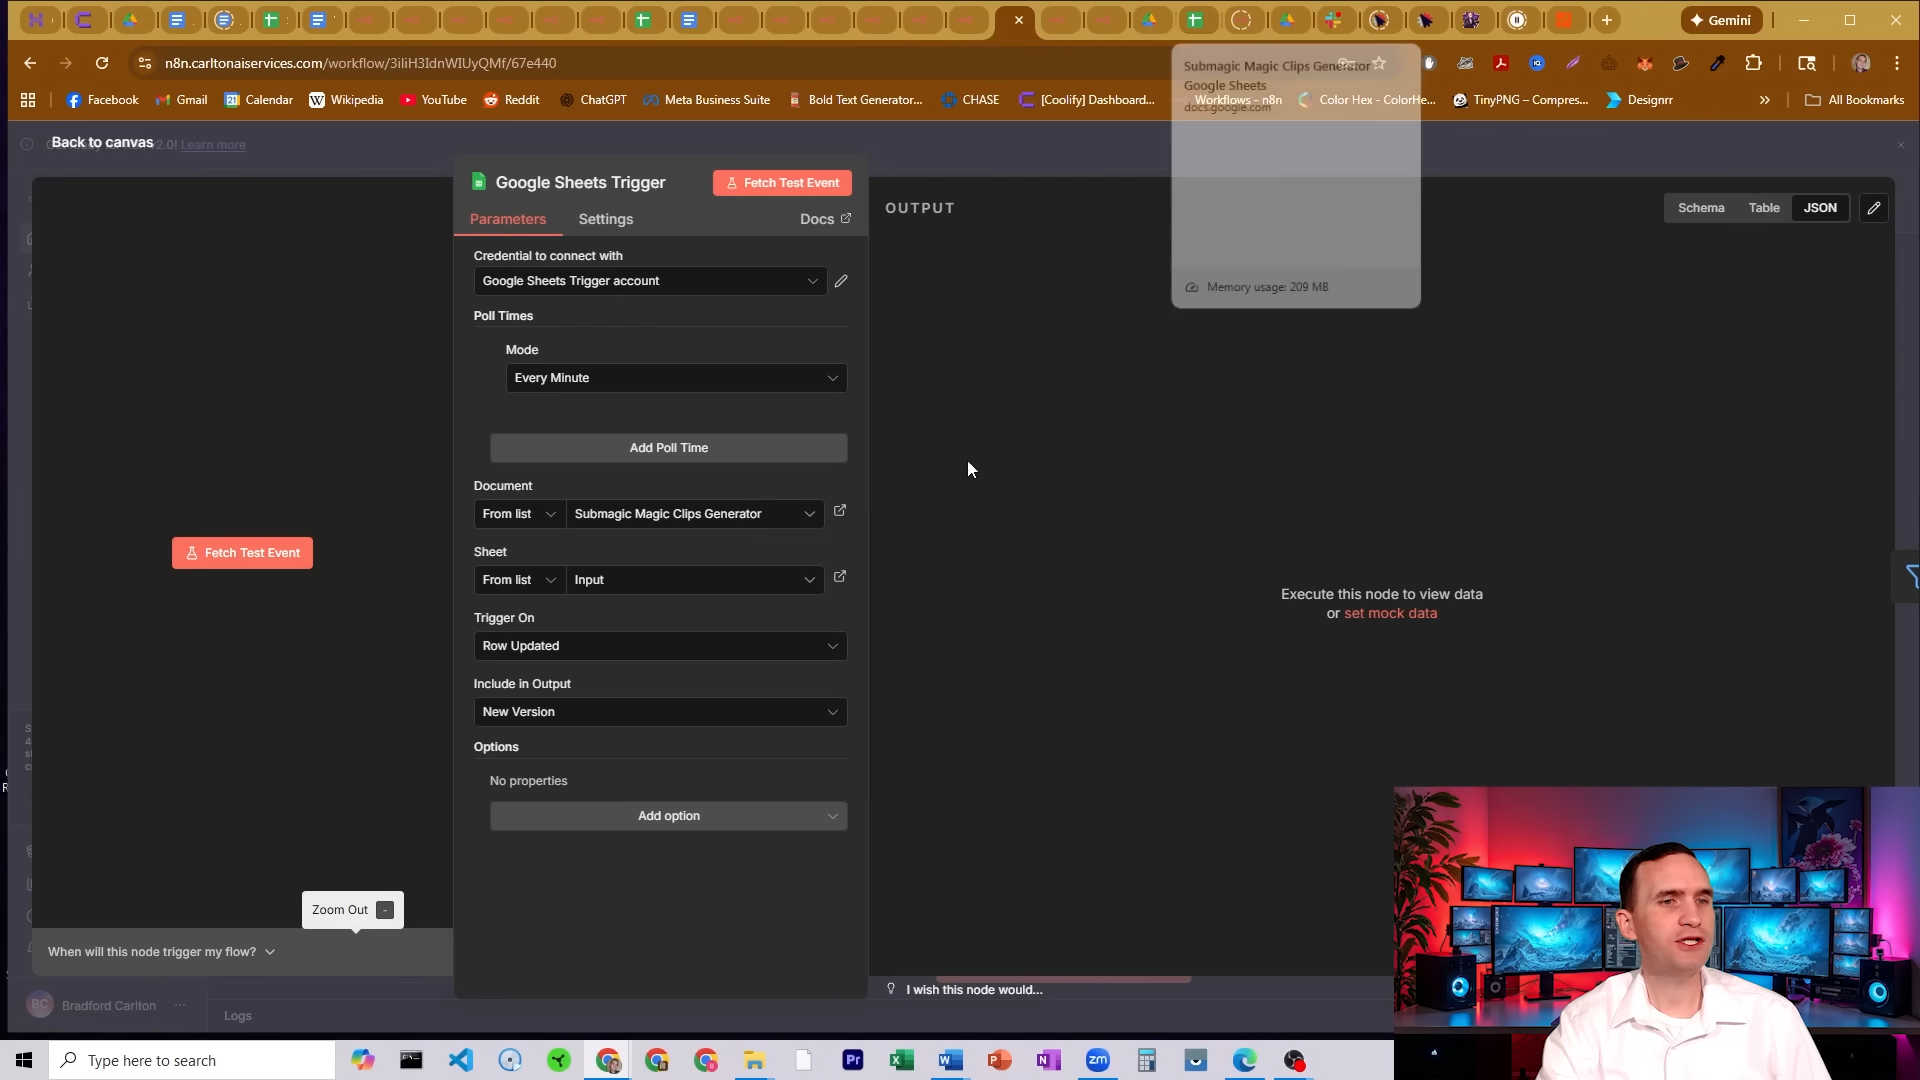 Gemini
n8n.carltonaiservices.com/workflow/3iliH3IdnWIUyQMf/67e440
Submagic Magic Clips Generator
Google Sheets
docs.google.com
Facebook
Gmail
Calendar
Wikipedia
YouTube
Reddit
ChatGPT
Meta Business Suite
Bold Text Generator...
CHASE
[Coolify] Dashboard...
Workflows - n8n
Color Hex - ColorHe...
TinyPNG – Compres...
Designrr
All Bookmarks
Back to canvas
v2.0! Learn more
Google Sheets Trigger
Fetch Test Event
Parameters
Settings
Docs
OUTPUT
Schema
Table
JSON
Credential to connect with
Google Sheets Trigger account
Memory usage: 209 MB
Poll Times
Mode
Every Minute
Add Poll Time
Document
From list
Submagic Magic Clips Generator
Sheet
From list
Input
Fetch Test Event
Execute this node to view data
or set mock data
Trigger On
Row Updated
Include in Output
New Version
Options
No properties
Add option
Zoom Out -
When will this node trigger my flow?
I wish this node would...
BC
Bradford Carlton
Logs
Type here to search